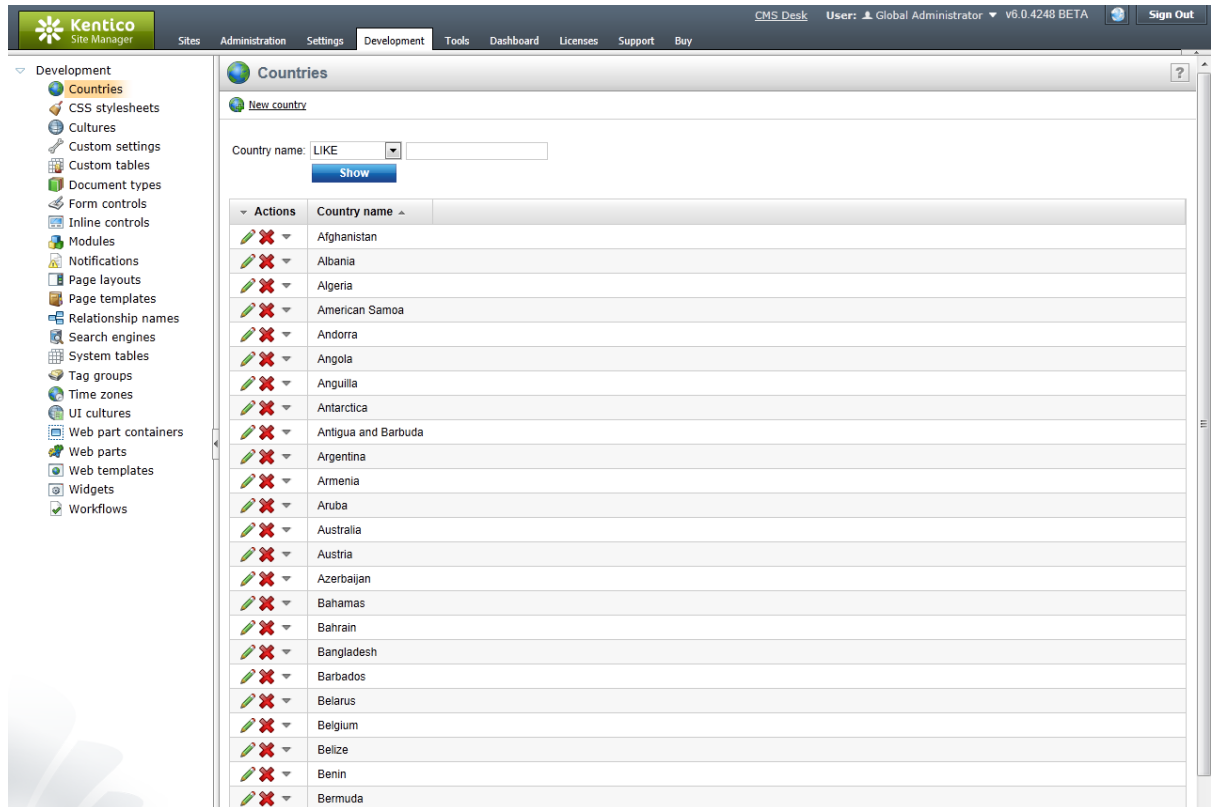 Kentico
Site Manager
CMS Desk User: Global Administrator v6.0.4248 BETA Sign Out
Sites Administration Settings Development Tools Dashboard Licenses Support Buy
Development
Countries
CSS stylesheets
Cultures
Custom settings
Custom tables
Document types
Form controls
Inline controls
Modules
Notifications
Page layouts
Page templates
Relationship names
Search engines
System tables
Tag groups
Time zones
UI cultures
Web part containers
Web parts
Web templates
Widgets
Workflows
Countries ?
New country
Country name: LIKE
Show
Actions Country name
Afghanistan
Albania
Algeria
American Samoa
Andorra
Angola
Anguilla
Antarctica
Antigua and Barbuda
Argentina
Armenia
Aruba
Australia
Austria
Azerbaijan
Bahamas
Bahrain
Bangladesh
Barbados
Belarus
Belgium
Belize
Benin
Bermuda